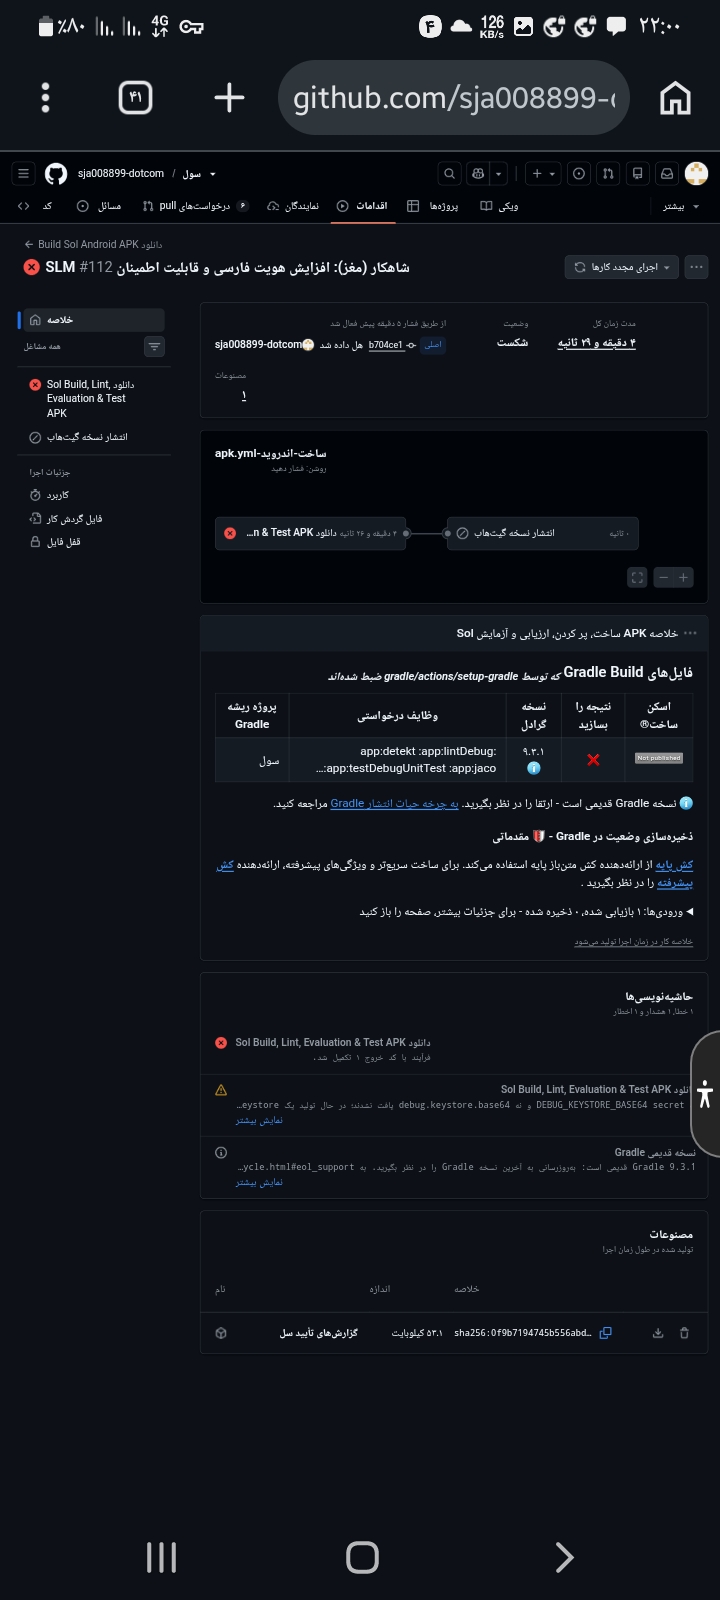 ٪۸۰ 4G ۴ 126 KB/s ۲۲:۰۰
۴۱ github.com/sja008899-
sja008899-dotcom / سول
کد مسائل درخواست‌های pull ۶ نمایندگان اقدامات پروژه‌ها ویکی بیشتر
Build Sol Android APK دانلود
شاهکار (مغز): افزایش هویت فارسی و قابلیت اطمینان SLM #112
اجرای مجدد کارها
خلاصه
همه مشاغل
دانلود Sol Build, Lint,
Evaluation & Test
APK
انتشار نسخه گیت‌هاب
جزئیات اجرا
کاربرد
فایل گردش کار
قفل فایل
از طریق فشار ۵ دقیقه پیش فعال شد
sja008899-dotcom هل داده شد b704ce1 اصلی
وضعیت
شکست
مدت زمان کل
۴ دقیقه و ۲۹ ثانیه
مصنوعات
۱
ساخت-اندروید-apk.yml
روشن: فشار دهید
دانلود n & Test APK... ۴ دقیقه و ۲۶ ثانیه
انتشار نسخه گیت‌هاب ۰ ثانیه
خلاصه APK ساخت، پر کردن، ارزیابی و آزمایش Sol
فایل‌های Gradle Build که توسط gradle/actions/setup-gradle ضبط شده‌اند
پروژه ریشه Gradle وظایف درخواستی نسخه گرادل نتیجه را بسازید اسکن ساخت®
سول :app:detekt :app:lintDebug ۹.۳.۱ Not published
...:app:testDebugUnitTest :app:jaco
نسخه Gradle قدیمی است - ارتقا را در نظر بگیرید. به چرخه حیات انتشار Gradle مراجعه کنید.
ذخیره‌سازی وضعیت در Gradle - مقدماتی
کش پایه از ارائه‌دهنده کش متن‌باز پایه استفاده می‌کند. برای ساخت سریع‌تر و ویژگی‌های پیشرفته، ارائه‌دهنده کش
پیشرفته را در نظر بگیرید .
ورودی‌ها: ۱ بازیابی شده، ۰ ذخیره شده - برای جزئیات بیشتر، صفحه را باز کنید
خلاصه کار در زمان اجرا تولید می‌شود
حاشیه‌نویسی‌ها
۱ خطا، ۱ هشدار و ۱ اخطار
دانلود Sol Build, Lint, Evaluation & Test APK
فرآیند با کد خروج ۱ تکمیل شد.
دانلود Sol Build, Lint, Evaluation & Test APK
DEBUG_KEYSTORE_BASE64 secret و نه debug.keystore.base64 یافت نشدند؛ در حال تولید یک eystore...
نمایش بیشتر
نسخه قدیمی Gradle
Gradle 9.3.1 قدیمی است: به‌روزرسانی به آخرین نسخه Gradle را در نظر بگیرید. به ycle.html#eol_support...
نمایش بیشتر
مصنوعات
تولید شده در طول زمان اجرا
نام اندازه خلاصه
گزارش‌های تأیید سل ۵۳.۱ کیلوبایت sha256:0f9b7194745b556abd...